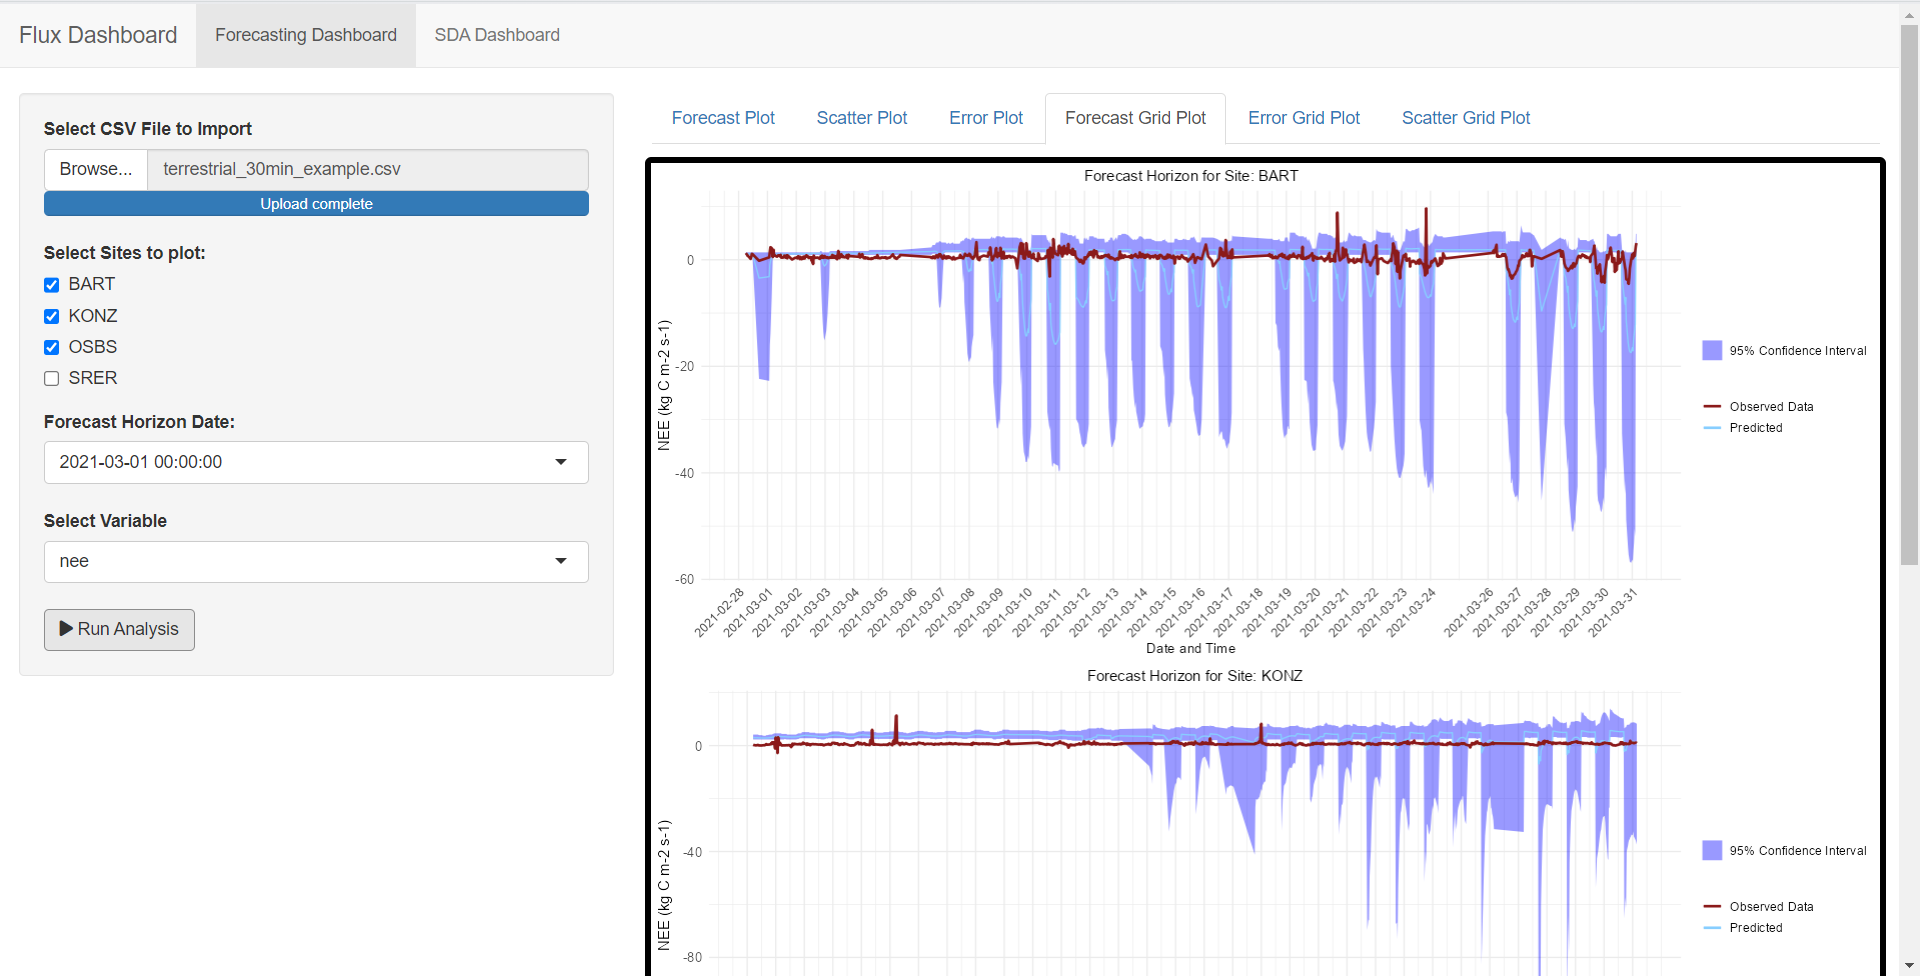 Flux Dashboard
Forecasting Dashboard
SDA Dashboard
Select CSV File to Import
Browse...
terrestrial_30min_example.csv
Upload complete
Select Sites to plot:
BART
KONZ
OSBS
SRER
Forecast Horizon Date:
2021-03-01 00:00:00
Select Variable
nee
Run Analysis
Forecast Plot
Scatter Plot
Error Plot
Forecast Grid Plot
Error Grid Plot
Scatter Grid Plot
Forecast Horizon for Site: BART
NEE (kg C m-2 s-1)
0
-20
-40
-60
2021-02-28
2021-03-01
2021-03-02
2021-03-03
2021-03-04
2021-03-05
2021-03-06
2021-03-07
2021-03-08
2021-03-09
2021-03-10
2021-03-11
2021-03-12
2021-03-13
2021-03-14
2021-03-15
2021-03-16
2021-03-17
2021-03-18
2021-03-19
2021-03-20
2021-03-21
2021-03-22
2021-03-23
2021-03-24
2021-03-26
2021-03-27
2021-03-28
2021-03-29
2021-03-30
2021-03-31
Date and Time
95% Confidence Interval
Observed Data
Predicted
Forecast Horizon for Site: KONZ
NEE (kg C m-2 s-1)
0
-40
-80
95% Confidence Interval
Observed Data
Predicted